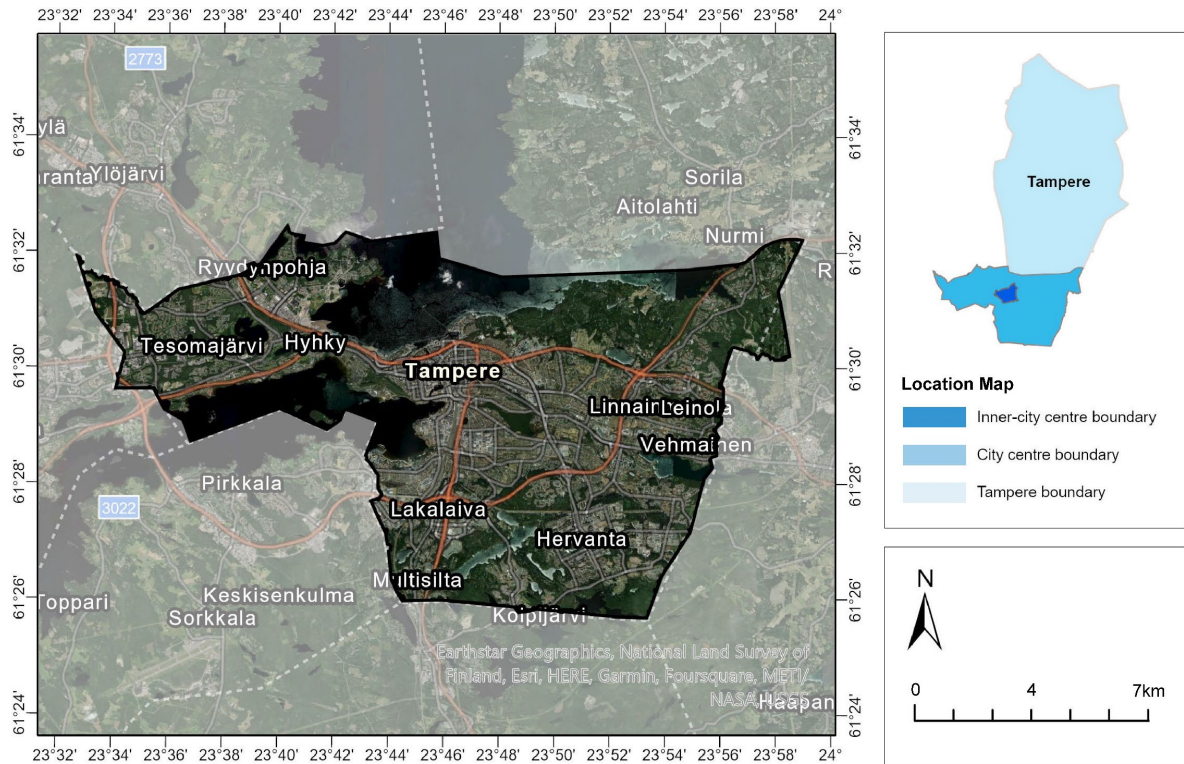 23°32' 23°34' 23°36' 23°38' 23°40' 23°42' 23°44' 23°46' 23°48' 23°50' 23°52' 23°54' 23°56' 23°58' 24°
2773
61°34' 61°34'
ylä
ranta Ylöjärvi
Sorila
Aitolahti
Nurmi
61°32' 61°32'
R
Tesomajärvi
Hyhky
61°30' 61°30'
Tampere
Leinola
Vehmainen
61°28' 61°28'
Pirkkala
3022
Lakalaiva
Hervanta
Multisilta
61°26' 61°26'
Toppari
Keskisenkulma
Sorkkala
Koipijärvi
Earthstar Geographics, National Land Survey of
Finland, Esri, HERE, Garmin, Foursquare, METI/
NASA, USGS
Haapan
61°24' 61°24'
23°32' 23°34' 23°36' 23°38' 23°40' 23°42' 23°44' 23°46' 23°48' 23°50' 23°52' 23°54' 23°56' 23°58' 24°
Tampere
Location Map
Inner-city centre boundary
City centre boundary
Tampere boundary
N
0 4 7km